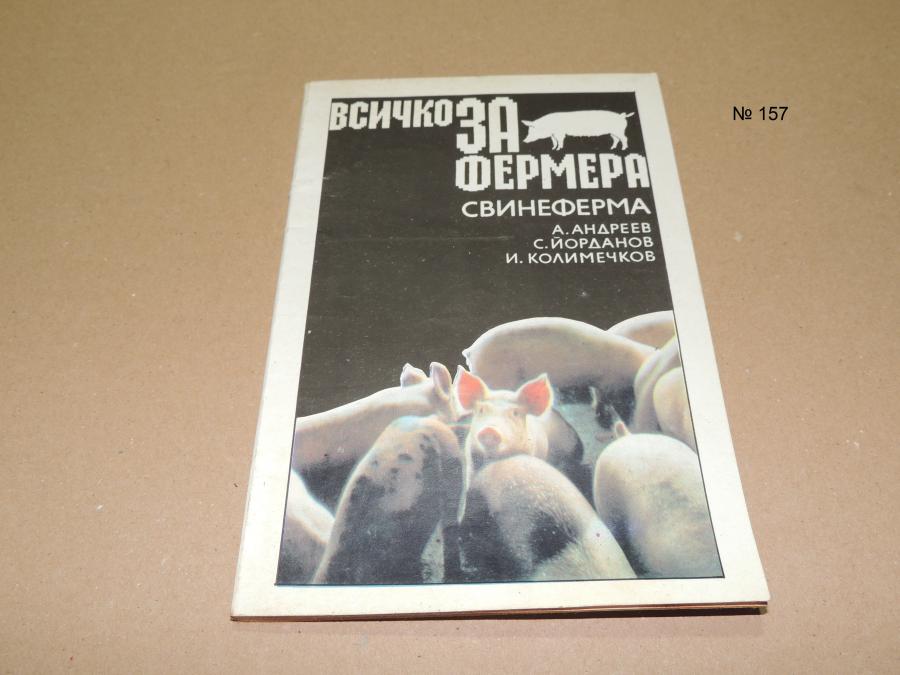 ВСИЧКО ЗА
ФЕРМЕРА
СВИНЕФЕРМА
А. АНДРЕЕВ
С. ЙОРДАНОВ
И. КОЛИМЕЧКОВ
№ 157